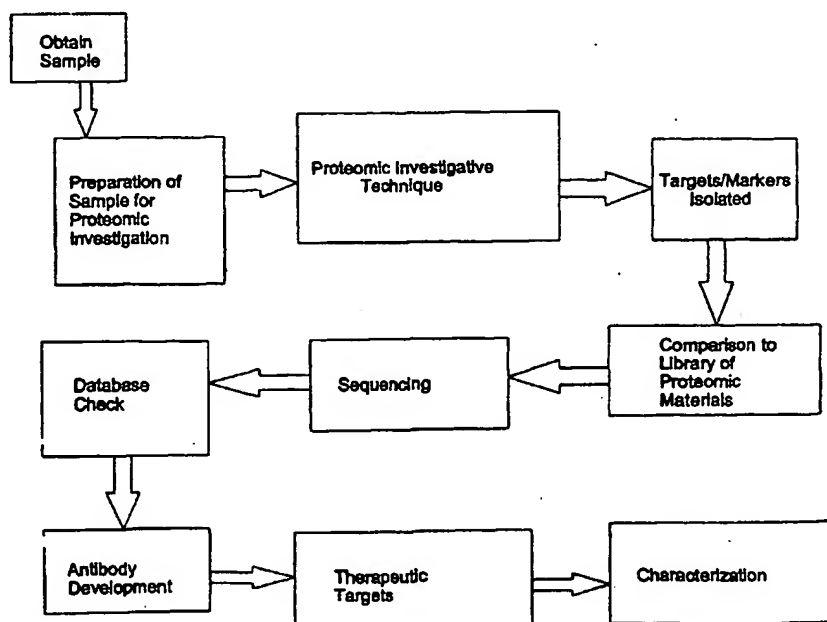 Obtain
Sample
Preparation of
Sample for
Proteomic
Investigation
Proteomic Investigative
Technique
Targets/Markers
Isolated
Comparison to
Library of
Proteomic
Materials
Sequencing
Database
Check
Antibody
Development
Therapeutic
Targets
Characterization